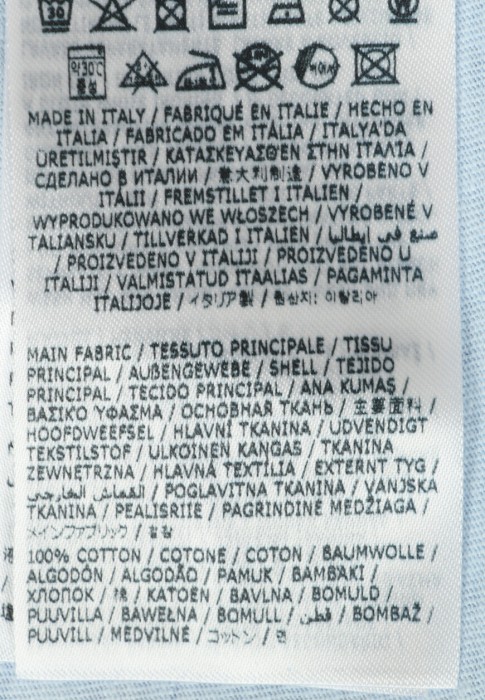 30
약30℃
중성
MADE IN ITALY / FABRIQUÉ EN ITALIE / HECHO EN
ITALIA / FABRICADO EM ITÁLIA / ITALYA'DA
ÜRETILMIŞTIR / ΚΑΤΑΣΚΕΥΑΣΘΕΝ ΣΤΗΝ ΙΤΑΛΙΑ /
СДЕЛАНО В ИТАЛИИ / 意大利制造 / VYROBENO V
ITALII / FREMSTILLET I ITALIEN /
WYPRODUKOWANO WE WŁOSZECH / VYROBENÉ V
TALIANSKU / TILLVERKAD I ITALIEN / صنع في ايطاليا
/ PROIZVEDENO V ITALIJI / PROIZVEDENO U
ITALIJI / VALMISTATUD ITAALIAS / PAGAMINTA
ITALIJOJE / イタリア製 / 원산지: 이탈리아
MAIN FABRIC / TESSUTO PRINCIPALE / TISSU
PRINCIPAL / AUßENGEWEBE / SHELL / TEJIDO
PRINCIPAL / TECIDO PRINCIPAL / ANA KUMAŞ /
ΒΑΣΙΚΟ ΥΦΑΣΜΑ / ОСНОВНАЯ ТКАНЬ / 主要面料 /
HOOFDWEEFSEL / HLAVNÍ TKANINA / UDVENDIGT
TEKSTILSTOF / ULKOINEN KANGAS / TKANINA
ZEWNĘTRZNA / HLAVNÁ TEXTÍLIA / EXTERNT TYG /
القماش الخارجي / POGLAVITNA TKANINA / VANJSKA
TKANINA / PEALISRIIE / PAGRINDINĖ MEDŽIAGA /
メインファブリック / 겉감
100% COTTON / COTONE / COTON / BAUMWOLLE /
ALGODÓN / ALGODÃO / PAMUK / ΒΑΜΒΑΚΙ /
ХЛОПОК / 棉 / KATOEN / BAVLNA / BOMULD /
PUUVILLA / BAWEŁNA / BOMULL / قطن / BOMBAŽ /
PUUVILL / MEDVILNĖ / コットン / 면